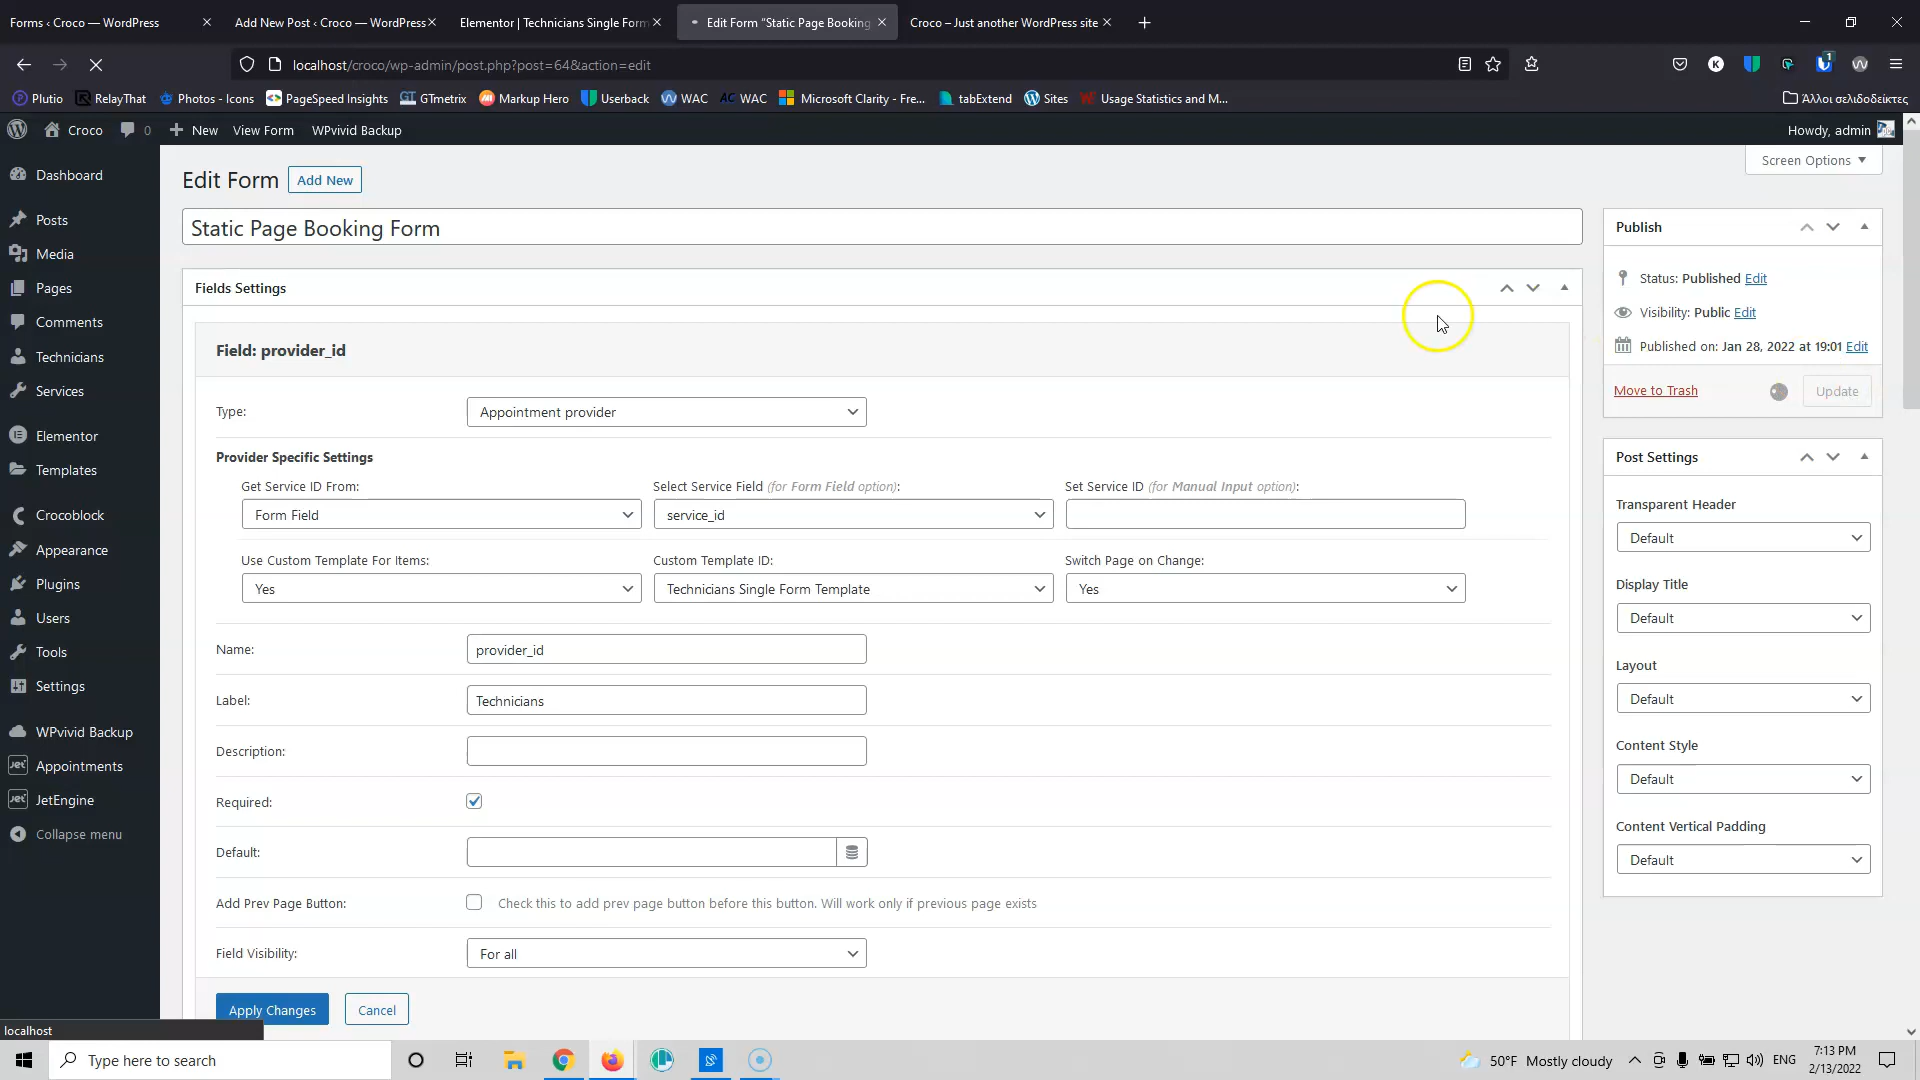 Forms ‹ Croco — WordPress
Add New Post ‹ Croco — WordPress
Elementor | Technicians Single Form
Edit Form “Static Page Booking
Croco – Just another WordPress site
localhost/croco/wp-admin/post.php?post=64&action=edit
Plutio
RelayThat
Photos - Icons
PageSpeed Insights
GTmetrix
Markup Hero
Userback
WAC
WAC
Microsoft Clarity - Fre...
tabExtend
Sites
Usage Statistics and M...
Άλλοι σελιδοδείκτες
Croco
0
New
View Form
WPvivid Backup
Howdy, admin
Screen Options
Dashboard
Posts
Media
Pages
Comments
Technicians
Services
Elementor
Templates
Crocoblock
Appearance
Plugins
Users
Tools
Settings
WPvivid Backup
Appointments
JetEngine
Collapse menu
Edit Form
Add New
Static Page Booking Form
Fields Settings
Field: provider_id
Type:
Appointment provider
Provider Specific Settings
Get Service ID From:
Select Service Field (for Form Field option):
Set Service ID (for Manual Input option):
Form Field
service_id
Use Custom Template For Items:
Custom Template ID:
Switch Page on Change:
Yes
Technicians Single Form Template
Yes
Name:
provider_id
Label:
Technicians
Description:
Required:
Default:
Add Prev Page Button:
Check this to add prev page button before this button. Will work only if previous page exists
Field Visibility:
For all
Apply Changes
Cancel
Publish
Status: Published Edit
Visibility: Public Edit
Published on: Jan 28, 2022 at 19:01 Edit
Move to Trash
Update
Post Settings
Transparent Header
Default
Display Title
Default
Layout
Default
Content Style
Default
Content Vertical Padding
Default
localhost
Type here to search
50°F Mostly cloudy
ENG
7:13 PM
2/13/2022